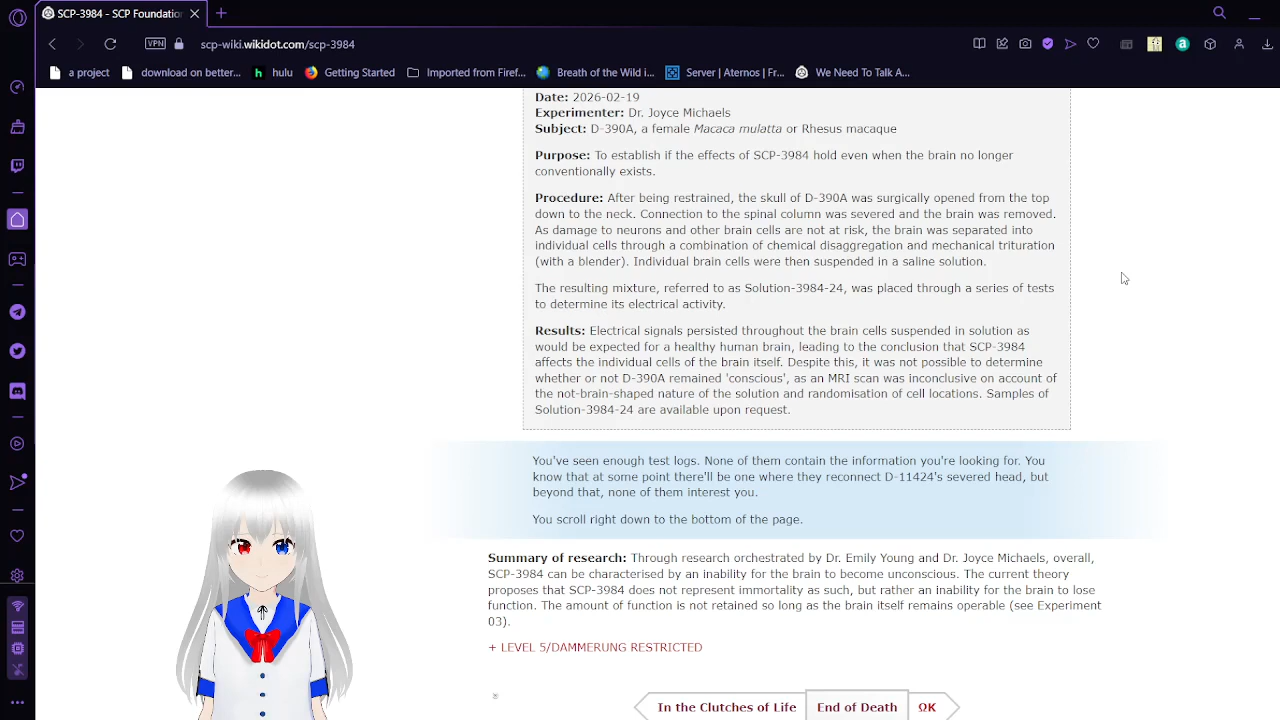 SCP-3984 - SCP Foundation
VPN
scp-wiki.wikidot.com/scp-3984
a project
download on better...
h hulu
Getting Started
Imported from Firef...
Breath of the Wild i...
Server | Aternos | Fr...
We Need To Talk A...
Date: 2026-02-19
Experimenter: Dr. Joyce Michaels
Subject: D-390A, a female Macaca mulatta or Rhesus macaque
Purpose: To establish if the effects of SCP-3984 hold even when the brain no longer
conventionally exists.
Procedure: After being restrained, the skull of D-390A was surgically opened from the top
down to the neck. Connection to the spinal column was severed and the brain was removed.
As damage to neurons and other brain cells are not at risk, the brain was separated into
individual cells through a combination of chemical disaggregation and mechanical trituration
(with a blender). Individual brain cells were then suspended in a saline solution.
The resulting mixture, referred to as Solution-3984-24, was placed through a series of tests
to determine its electrical activity.
Results: Electrical signals persisted throughout the brain cells suspended in solution as
would be expected for a healthy human brain, leading to the conclusion that SCP-3984
affects the individual cells of the brain itself. Despite this, it was not possible to determine
whether or not D-390A remained 'conscious', as an MRI scan was inconclusive on account of
the not-brain-shaped nature of the solution and randomisation of cell locations. Samples of
Solution-3984-24 are available upon request.
You've seen enough test logs. None of them contain the information you're looking for. You
know that at some point there'll be one where they reconnect D-11424's severed head, but
beyond that, none of them interest you.
You scroll right down to the bottom of the page.
Summary of research: Through research orchestrated by Dr. Emily Young and Dr. Joyce Michaels, overall,
SCP-3984 can be characterised by an inability for the brain to become unconscious. The current theory
proposes that SCP-3984 does not represent immortality as such, but rather an inability for the brain to lose
function. The amount of function is not retained so long as the brain itself remains operable (see Experiment
03).
+ LEVEL 5/DAMMERUNG RESTRICTED
In the Clutches of Life
End of Death
ΩK